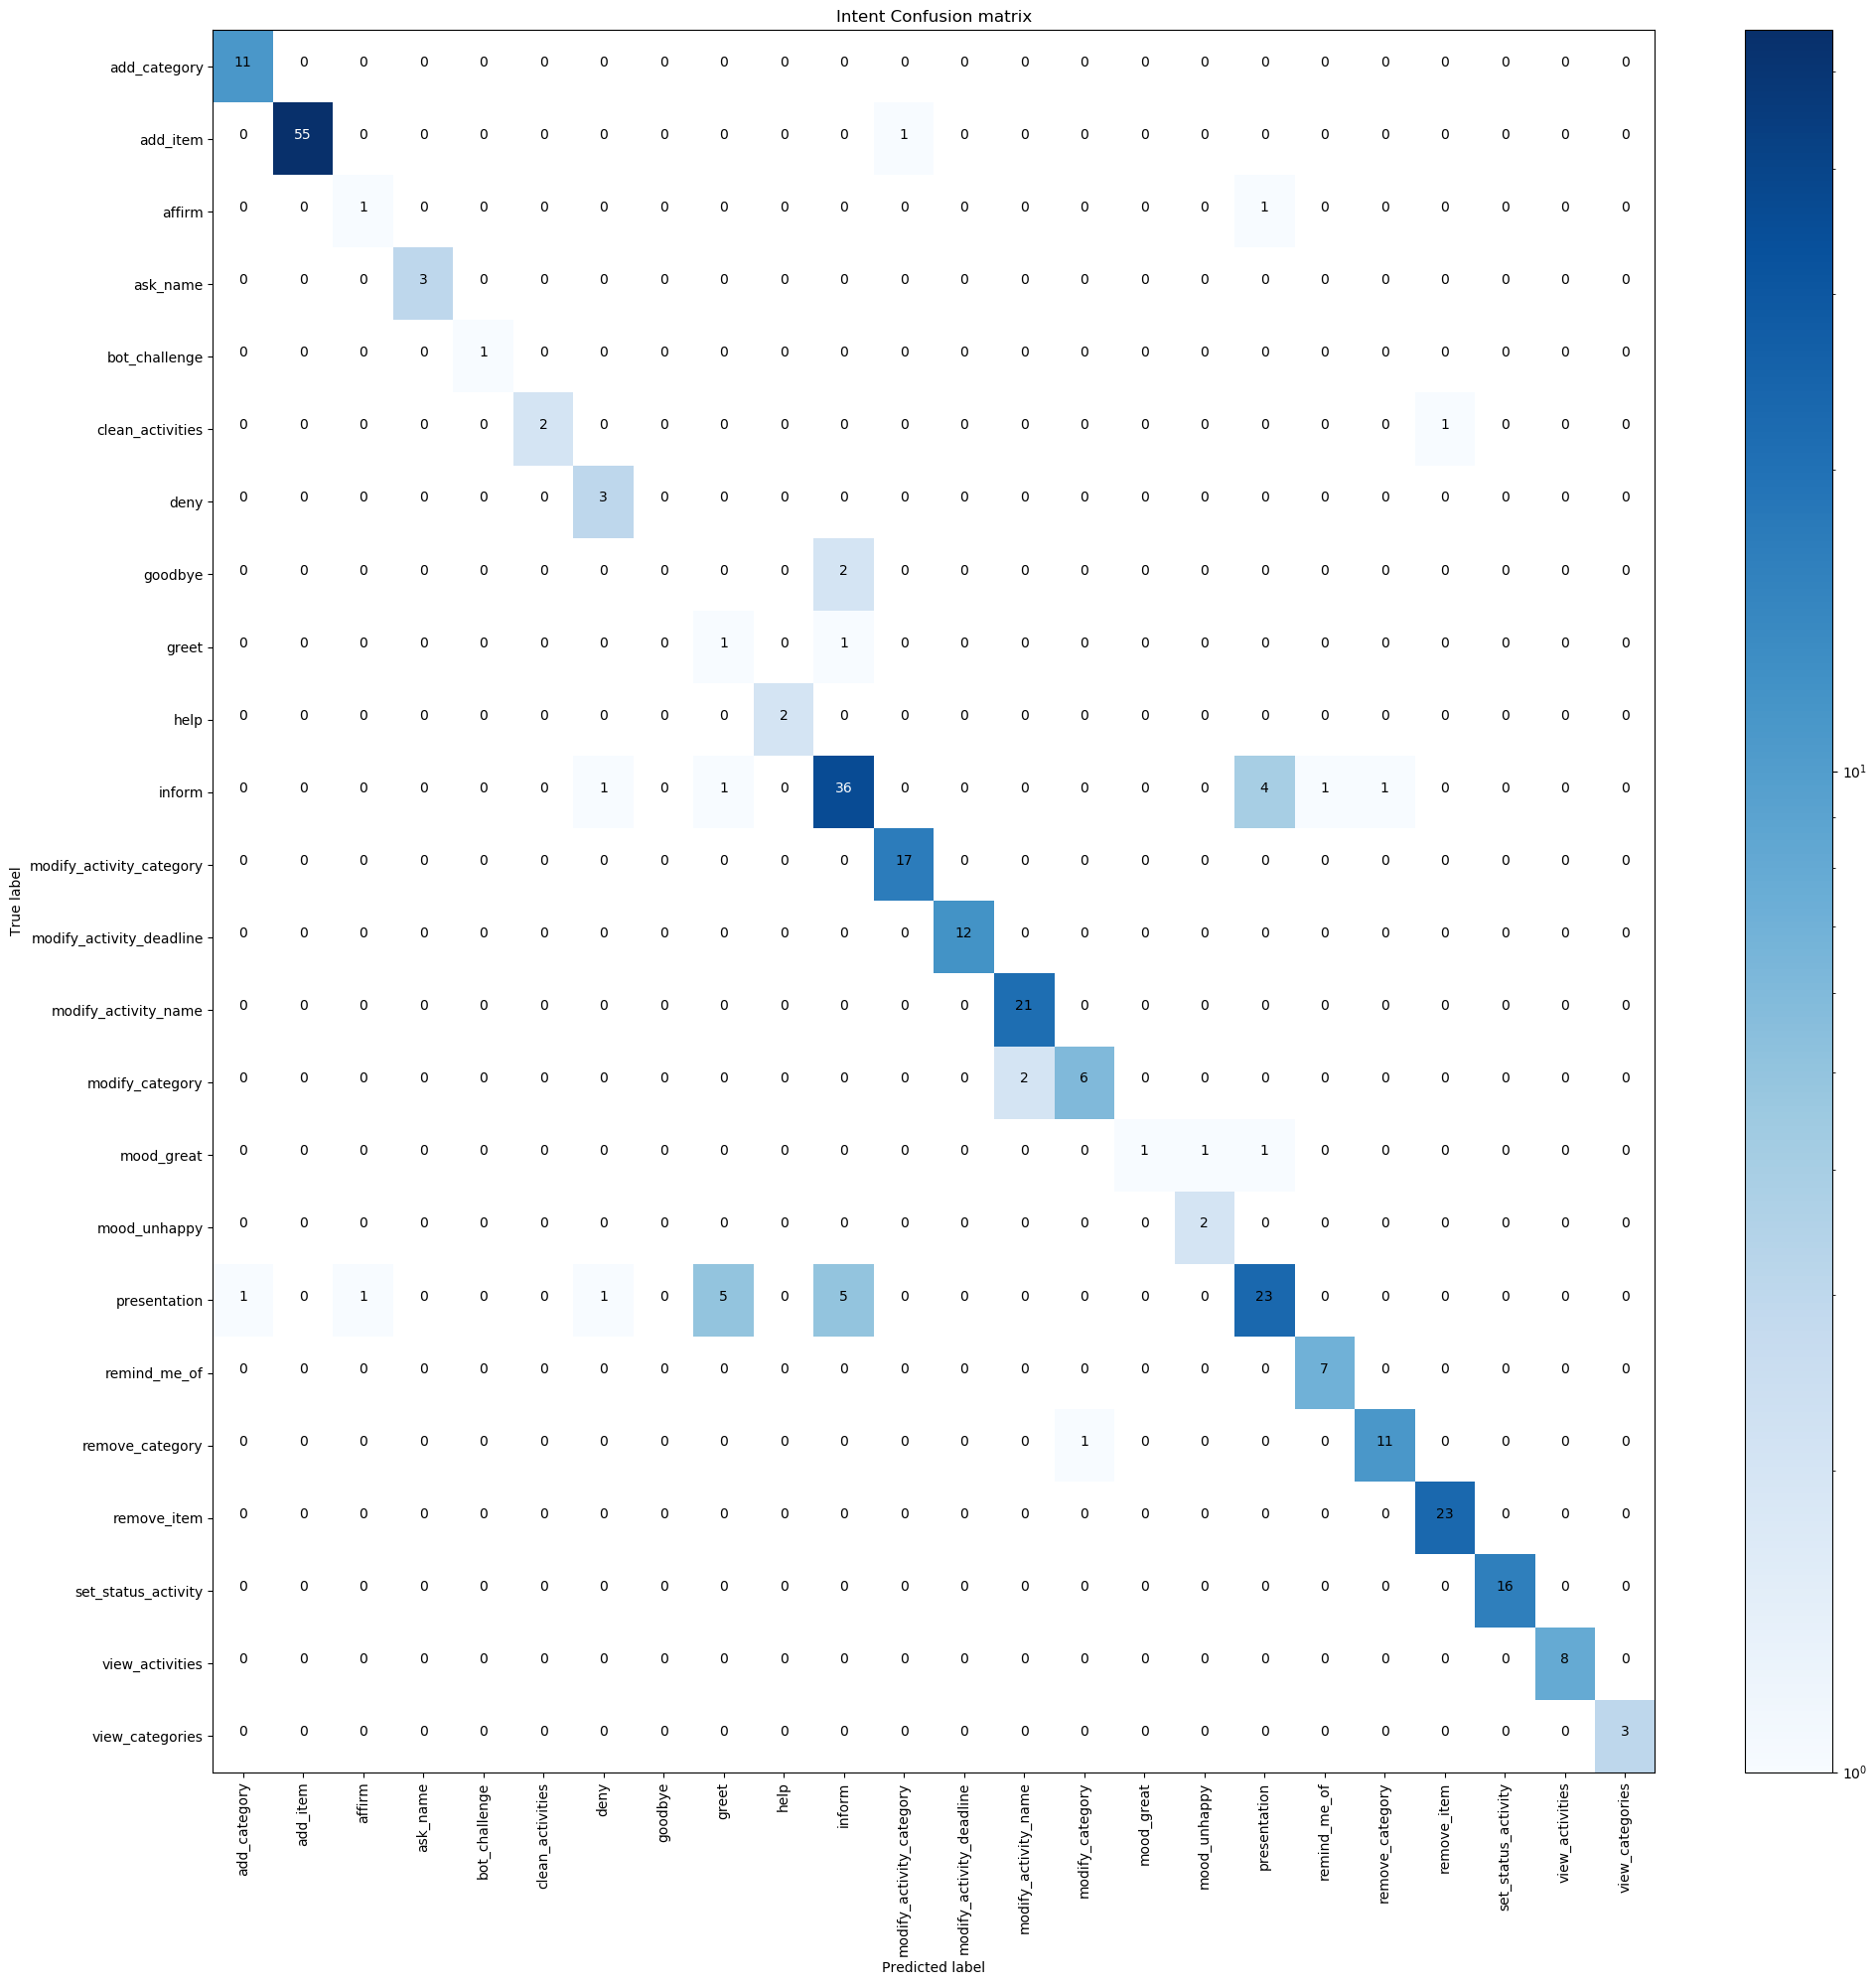 Intent Confusion matrix
add_category 11 0 0 0 0 0 0 0 0 0 0 0 0 0 0 0 0 0 0 0 0 0 0 0
add_item 0 55 0 0 0 0 0 0 0 0 0 1 0 0 0 0 0 0 0 0 0 0 0 0
affirm 0 0 1 0 0 0 0 0 0 0 0 0 0 0 0 0 0 1 0 0 0 0 0 0
ask_name 0 0 0 3 0 0 0 0 0 0 0 0 0 0 0 0 0 0 0 0 0 0 0 0
bot_challenge 0 0 0 0 1 0 0 0 0 0 0 0 0 0 0 0 0 0 0 0 0 0 0 0
clean_activities 0 0 0 0 0 2 0 0 0 0 0 0 0 0 0 0 0 0 0 0 1 0 0 0
deny 0 0 0 0 0 0 3 0 0 0 0 0 0 0 0 0 0 0 0 0 0 0 0 0
goodbye 0 0 0 0 0 0 0 0 0 0 2 0 0 0 0 0 0 0 0 0 0 0 0 0
greet 0 0 0 0 0 0 0 0 1 0 1 0 0 0 0 0 0 0 0 0 0 0 0 0
help 0 0 0 0 0 0 0 0 0 2 0 0 0 0 0 0 0 0 0 0 0 0 0 0
inform 0 0 0 0 0 0 1 0 1 0 36 0 0 0 0 0 0 4 1 1 0 0 0 0
modify_activity_category 0 0 0 0 0 0 0 0 0 0 0 17 0 0 0 0 0 0 0 0 0 0 0 0
modify_activity_deadline 0 0 0 0 0 0 0 0 0 0 0 0 12 0 0 0 0 0 0 0 0 0 0 0
modify_activity_name 0 0 0 0 0 0 0 0 0 0 0 0 0 21 0 0 0 0 0 0 0 0 0 0
modify_category 0 0 0 0 0 0 0 0 0 0 0 0 0 2 6 0 0 0 0 0 0 0 0 0
mood_great 0 0 0 0 0 0 0 0 0 0 0 0 0 0 0 1 1 1 0 0 0 0 0 0
mood_unhappy 0 0 0 0 0 0 0 0 0 0 0 0 0 0 0 0 2 0 0 0 0 0 0 0
presentation 1 0 1 0 0 0 1 0 5 0 5 0 0 0 0 0 0 23 0 0 0 0 0 0
remind_me_of 0 0 0 0 0 0 0 0 0 0 0 0 0 0 0 0 0 0 7 0 0 0 0 0
remove_category 0 0 0 0 0 0 0 0 0 0 0 0 0 0 1 0 0 0 0 11 0 0 0 0
remove_item 0 0 0 0 0 0 0 0 0 0 0 0 0 0 0 0 0 0 0 0 23 0 0 0
set_status_activity 0 0 0 0 0 0 0 0 0 0 0 0 0 0 0 0 0 0 0 0 0 16 0 0
view_activities 0 0 0 0 0 0 0 0 0 0 0 0 0 0 0 0 0 0 0 0 0 0 8 0
view_categories 0 0 0 0 0 0 0 0 0 0 0 0 0 0 0 0 0 0 0 0 0 0 0 3
True label
add_category
add_item
affirm
ask_name
bot_challenge
clean_activities
deny
goodbye
greet
help
inform
modify_activity_category
modify_activity_deadline
modify_activity_name
modify_category
mood_great
mood_unhappy
presentation
remind_me_of
remove_category
remove_item
set_status_activity
view_activities
view_categories
Predicted label
10¹
10⁰